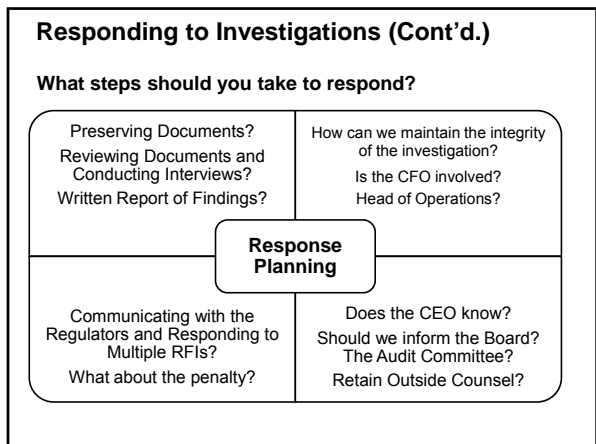 Responding to Investigations (Cont'd.)
What steps should you take to respond?
Preserving Documents?
Reviewing Documents and
Conducting Interviews?
Written Report of Findings?
How can we maintain the integrity
of the investigation?
Is the CFO involved?
Head of Operations?
Response
Planning
Communicating with the
Regulators and Responding to
Multiple RFIs?
What about the penalty?
Does the CEO know?
Should we inform the Board?
The Audit Committee?
Retain Outside Counsel?